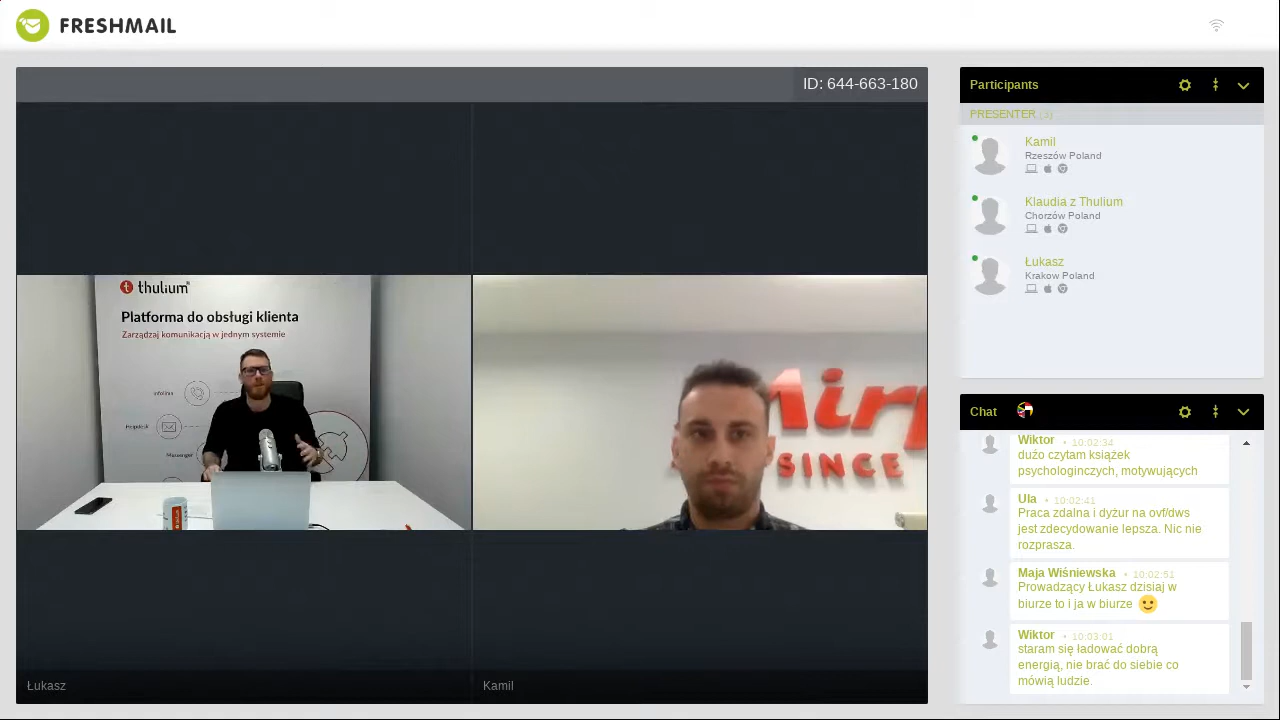 FRESHMAIL
ID: 644-663-180
thulium
Platforma do obsługi klienta
Zarządzaj komunikacją w jednym systemie
Infolinia
Helpdesk
Messenger
SINCE
Łukasz
Kamil
Participants
PRESENTER (3)
Kamil
Rzeszów Poland
Klaudia z Thulium
Chorzów Poland
Łukasz
Krakow Poland
Chat
Wiktor • 10:02:34
dużo czytam książek
psychologinczych, motywujących
Ula • 10:02:41
Praca zdalna i dyżur na ovf/dws
jest zdecydowanie lepsza. Nic nie
rozprasza.
Maja Wiśniewska • 10:02:51
Prowadzący Łukasz dzisiaj w
biurze to i ja w biurze 🙂
Wiktor • 10:03:01
staram się ładować dobrą
energią, nie brać do siebie co
mówią ludzie.